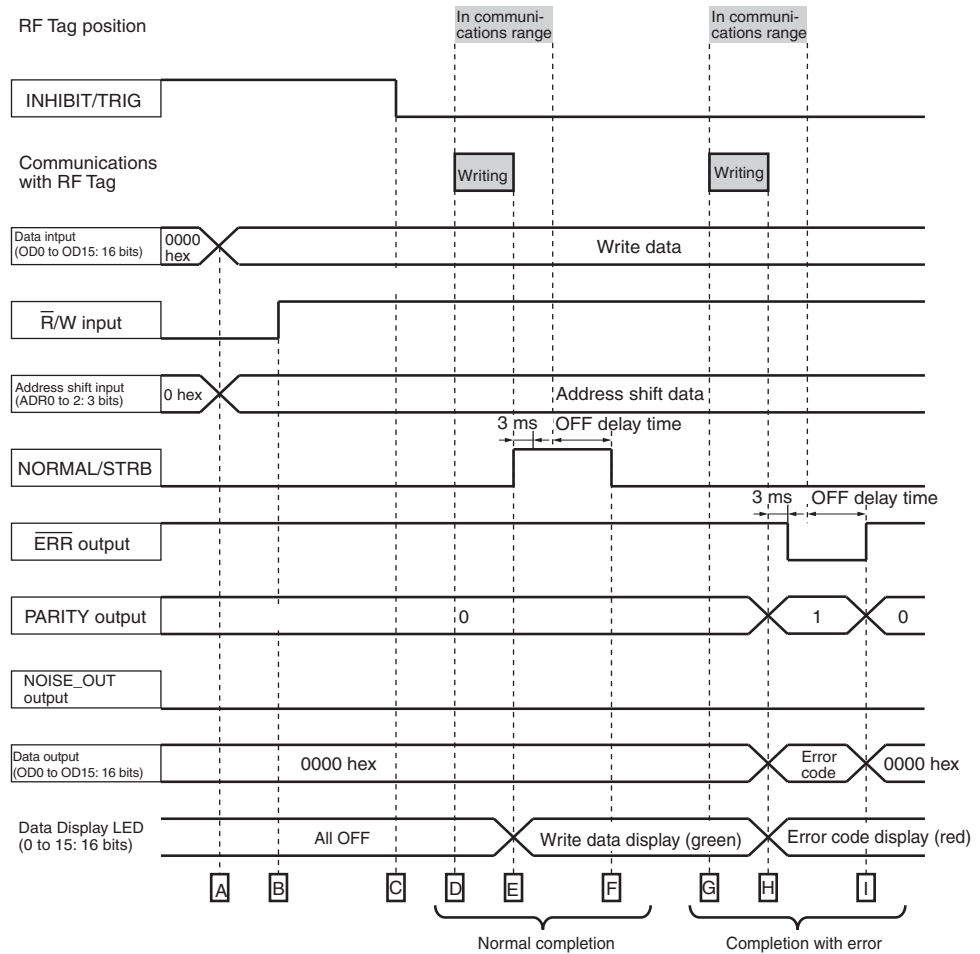 RF Tag position
In communi-
cations range
In communi-
cations range
INHIBIT/TRIG
Communications
with RF Tag
Writing
Writing
Data intput
(OD0 to OD15: 16 bits)
0000
hex
Write data
R/W input
Address shift input
(ADR0 to 2: 3 bits)
0 hex
Address shift data
3 ms
OFF delay time
NORMAL/STRB
3 ms
OFF delay time
ERR output
PARITY output
0
1
0
NOISE_OUT
output
Data output
(OD0 to OD15: 16 bits)
0000 hex
Error
code
0000 hex
Data Display LED
(0 to 15: 16 bits)
All OFF
Write data display (green)
Error code display (red)
A
B
C
D
E
F
G
H
I
Normal completion
Completion with error